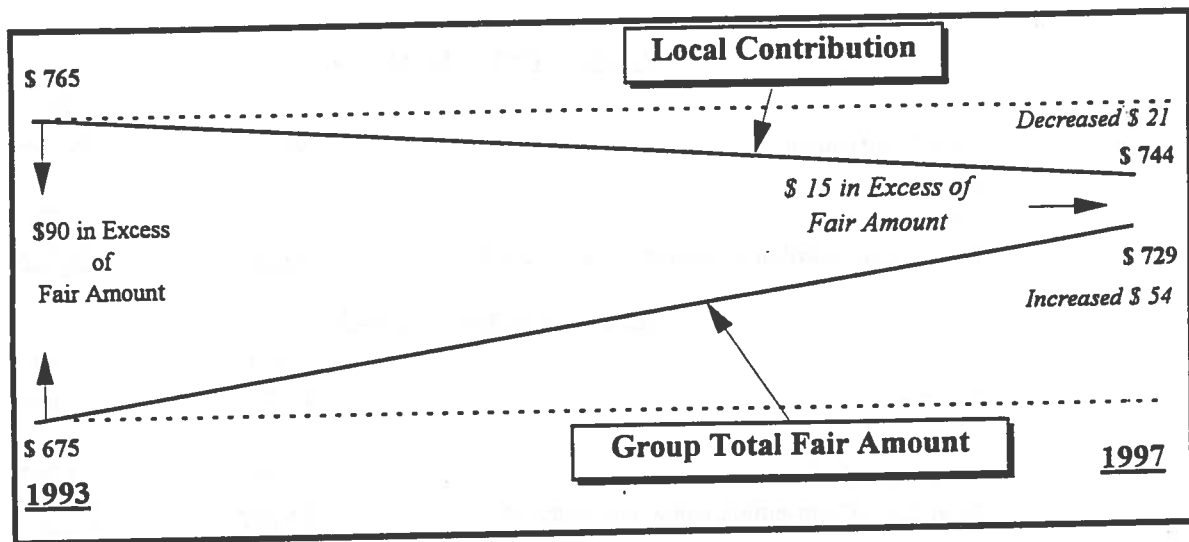 Local Contribution
$ 765
Decreased $ 21
$ 744
$ 15 in Excess of
Fair Amount
$90 in Excess
of
Fair Amount
$ 729
Increased $ 54
$ 675
Group Total Fair Amount
1993
1997